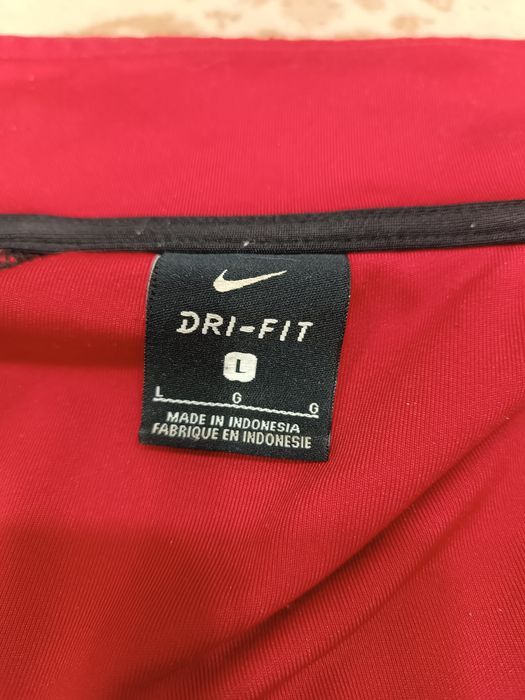 DRI-FIT
L
L G G
MADE IN INDONESIA
FABRIQUE EN INDONESIE